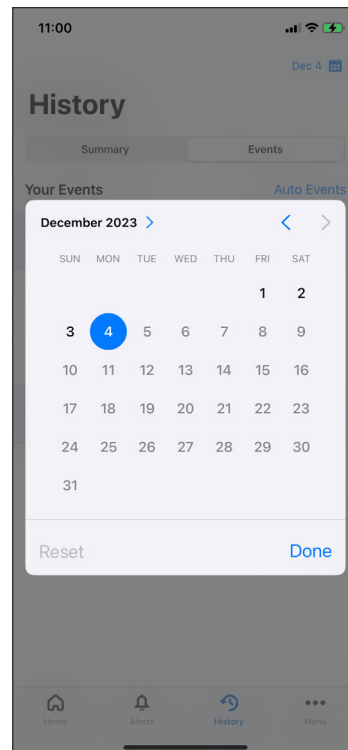 11:00
Dec 4
History
Summary Events
Your Events Auto Events
December 2023
SUN MON TUE WED THU FRI SAT
1 2
3 4 5 6 7 8 9
10 11 12 13 14 15 16
17 18 19 20 21 22 23
24 25 26 27 28 29 30
31
Reset Done
Home Alerts History Menu